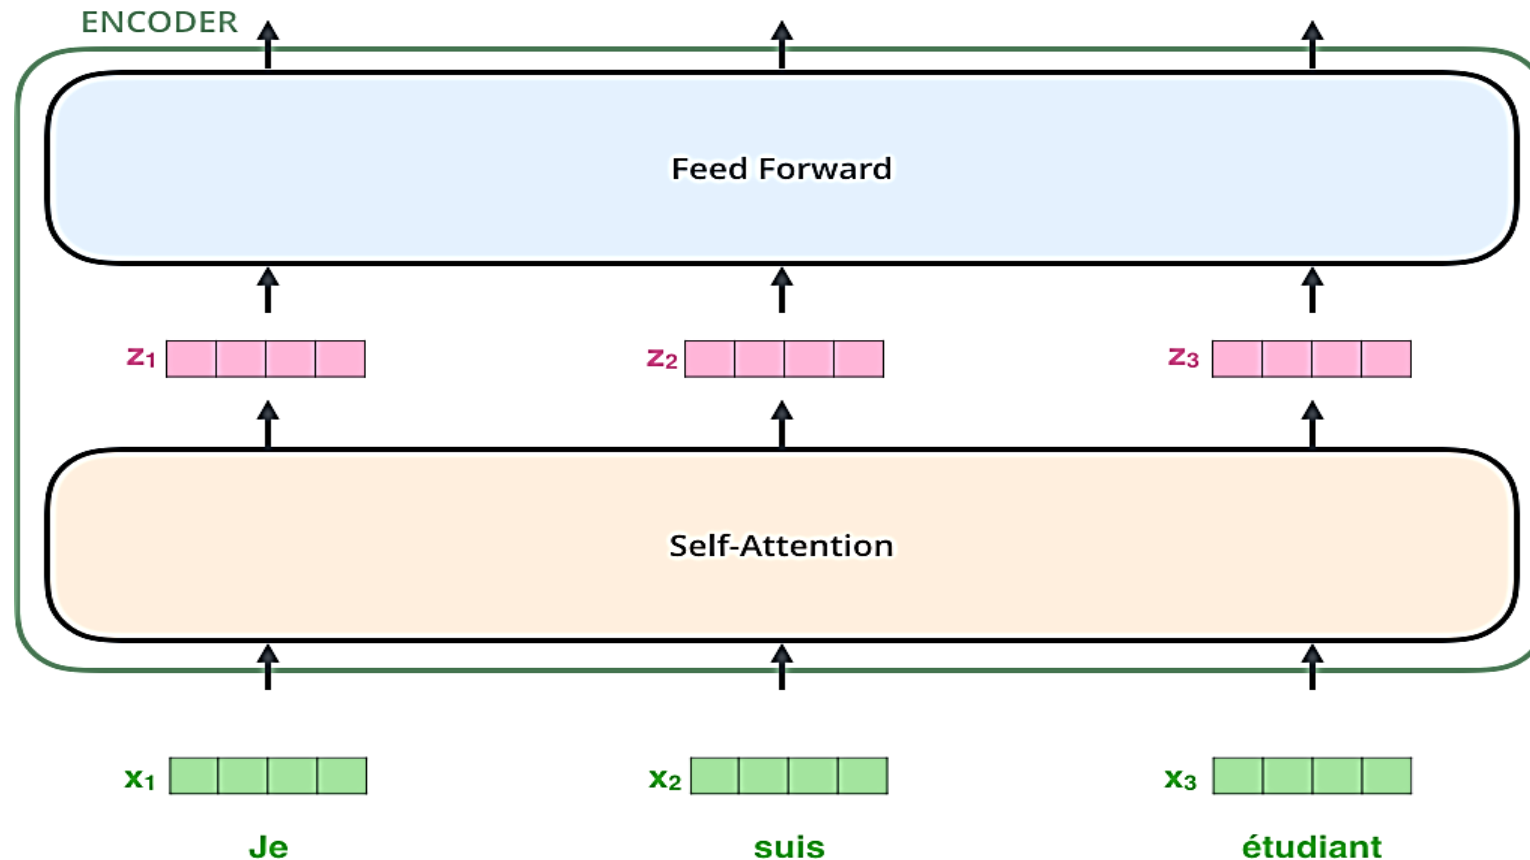 ENCODER
Feed Forward
z₁ z₂ z₃
Self-Attention
x₁ x₂ x₃
Je suis étudiant